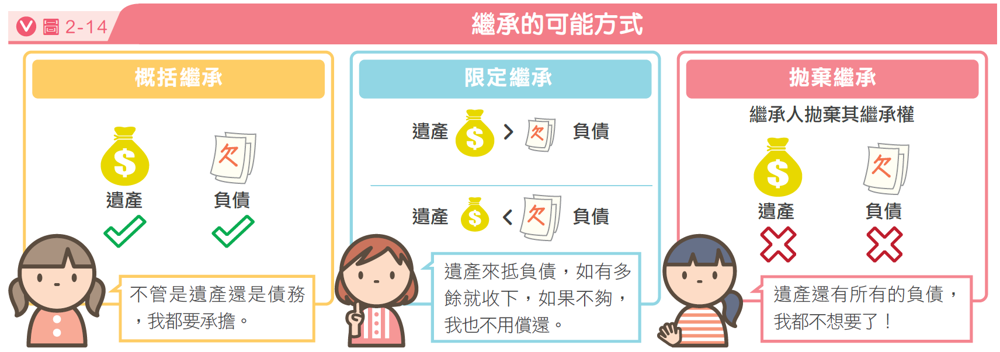 圖 2-14
繼承的可能方式
概括繼承
$
欠
遺產
負債
不管是遺產還是債務
，我都要承擔。
限定繼承
遺產 $ > 欠 負債
遺產 $ < 欠 負債
遺產來抵負債，如有多
餘就收下，如果不夠，
我也不用償還。
拋棄繼承
繼承人拋棄其繼承權
$
欠
遺產
負債
遺產還有所有的負債，
我都不想要了！